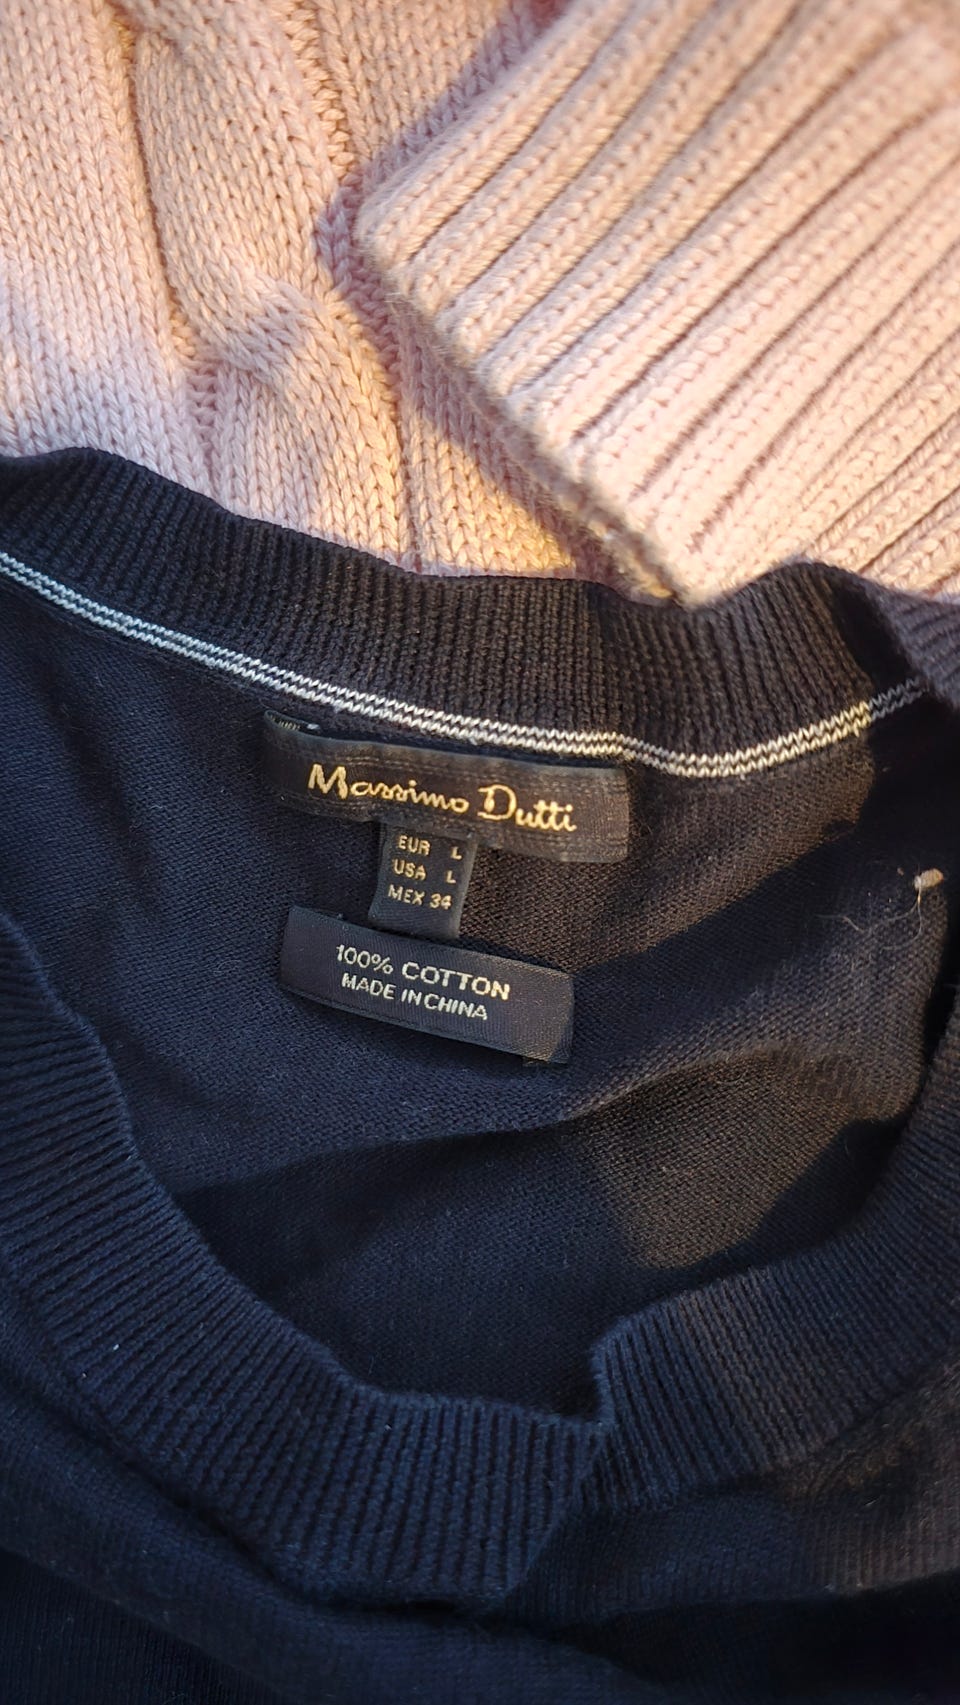 Massimo Dutti
EUR L
USA L
MEX 34
100% COTTON
MADE IN CHINA